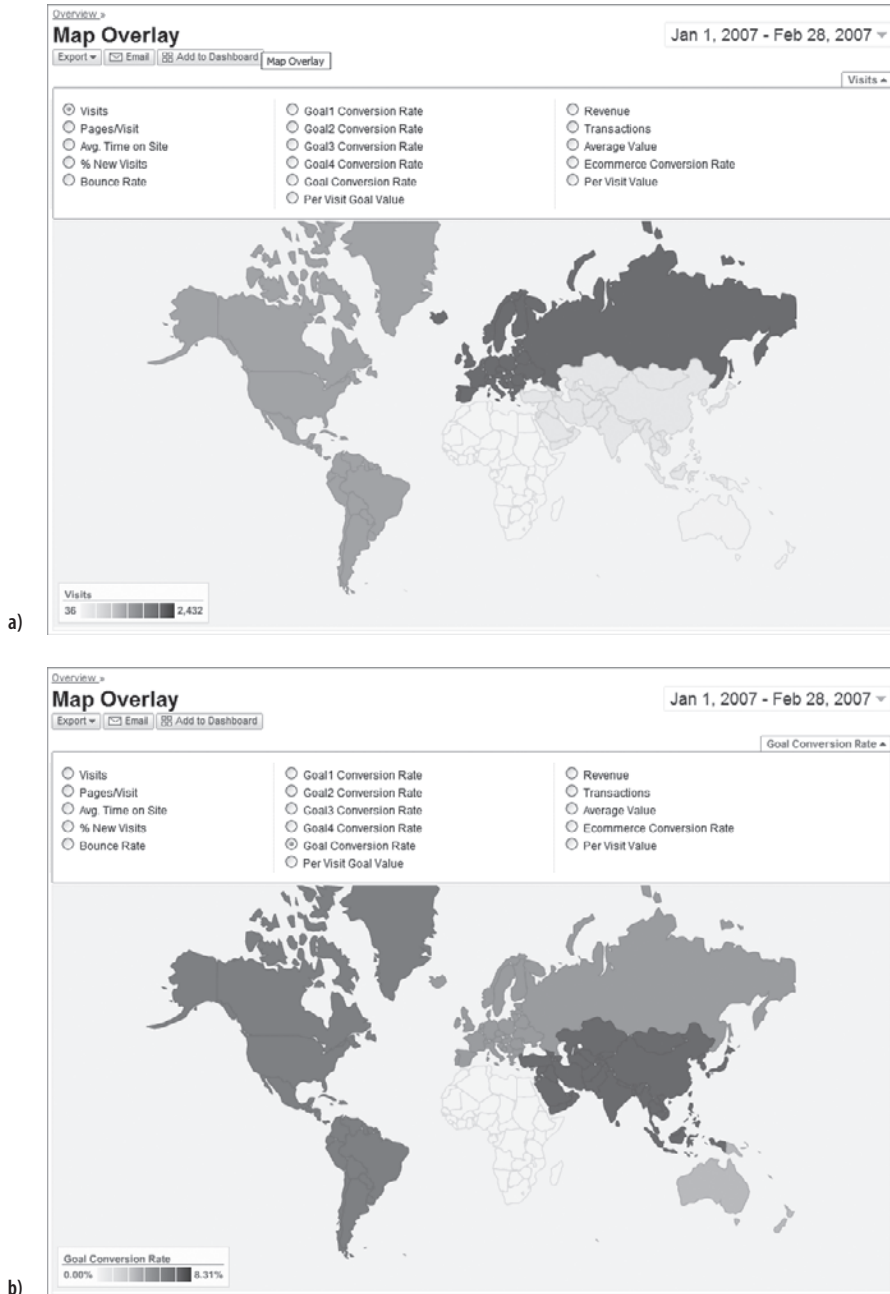 Overview »
Map Overlay
Jan 1, 2007 - Feb 28, 2007
Export Email Add to Dashboard Map Overlay
Visits
Visits Goal1 Conversion Rate Revenue
Pages/Visit Goal2 Conversion Rate Transactions
Avg. Time on Site Goal3 Conversion Rate Average Value
% New Visits Goal4 Conversion Rate Ecommerce Conversion Rate
Bounce Rate Goal Conversion Rate Per Visit Value
Per Visit Goal Value
Visits
36 2,432
a)
Overview »
Map Overlay
Jan 1, 2007 - Feb 28, 2007
Export Email Add to Dashboard
Goal Conversion Rate
Visits Goal1 Conversion Rate Revenue
Pages/Visit Goal2 Conversion Rate Transactions
Avg. Time on Site Goal3 Conversion Rate Average Value
% New Visits Goal4 Conversion Rate Ecommerce Conversion Rate
Bounce Rate Goal Conversion Rate Per Visit Value
Per Visit Goal Value
Goal Conversion Rate
0.00% 8.31%
b)